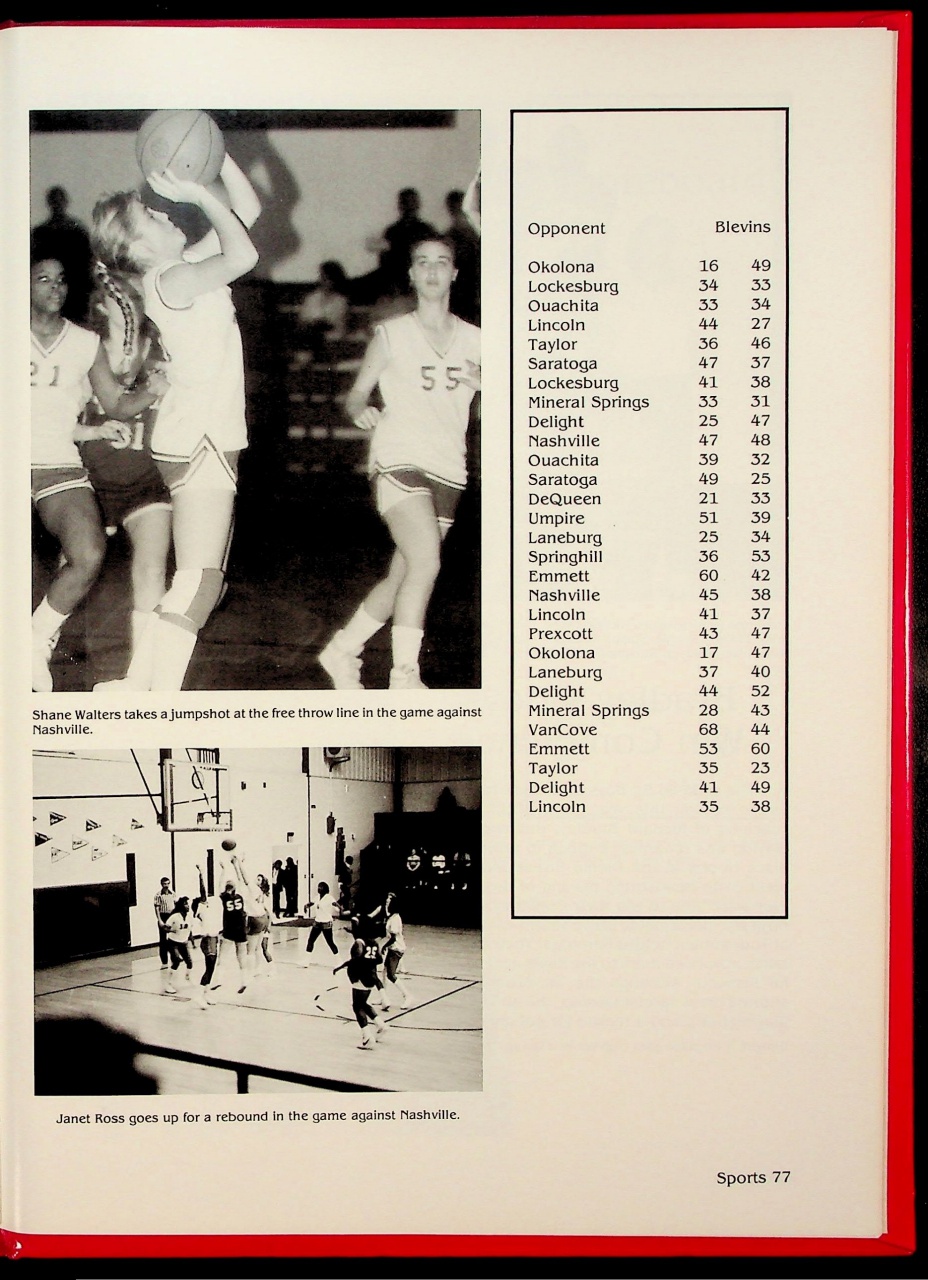 21
31
55
Shane Walters takes a jumpshot at the free throw line in the game against
Nashville.
55
25
Janet Ross goes up for a rebound in the game against Nashville.
Opponent Blevins
Okolona 16 49
Lockesburg 34 33
Ouachita 33 34
Lincoln 44 27
Taylor 36 46
Saratoga 47 37
Lockesburg 41 38
Mineral Springs 33 31
Delight 25 47
Nashville 47 48
Ouachita 39 32
Saratoga 49 25
DeQueen 21 33
Umpire 51 39
Laneburg 25 34
Springhill 36 53
Emmett 60 42
Nashville 45 38
Lincoln 41 37
Prexcott 43 47
Okolona 17 47
Laneburg 37 40
Delight 44 52
Mineral Springs 28 43
VanCove 68 44
Emmett 53 60
Taylor 35 23
Delight 41 49
Lincoln 35 38
Sports 77